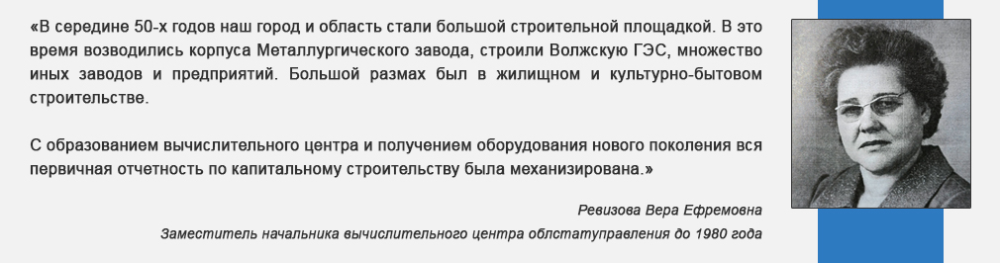 «В середине 50-х годов наш город и область стали большой строительной площадкой. В это
время возводились корпуса Металлургического завода, строили Волжскую ГЭС, множество
иных заводов и предприятий. Большой размах был в жилищном и культурно-бытовом
строительстве.
С образованием вычислительного центра и получением оборудования нового поколения вся
первичная отчетность по капитальному строительству была механизирована.»
Ревизова Вера Ефремовна
Заместитель начальника вычислительного центра облстатуправления до 1980 года